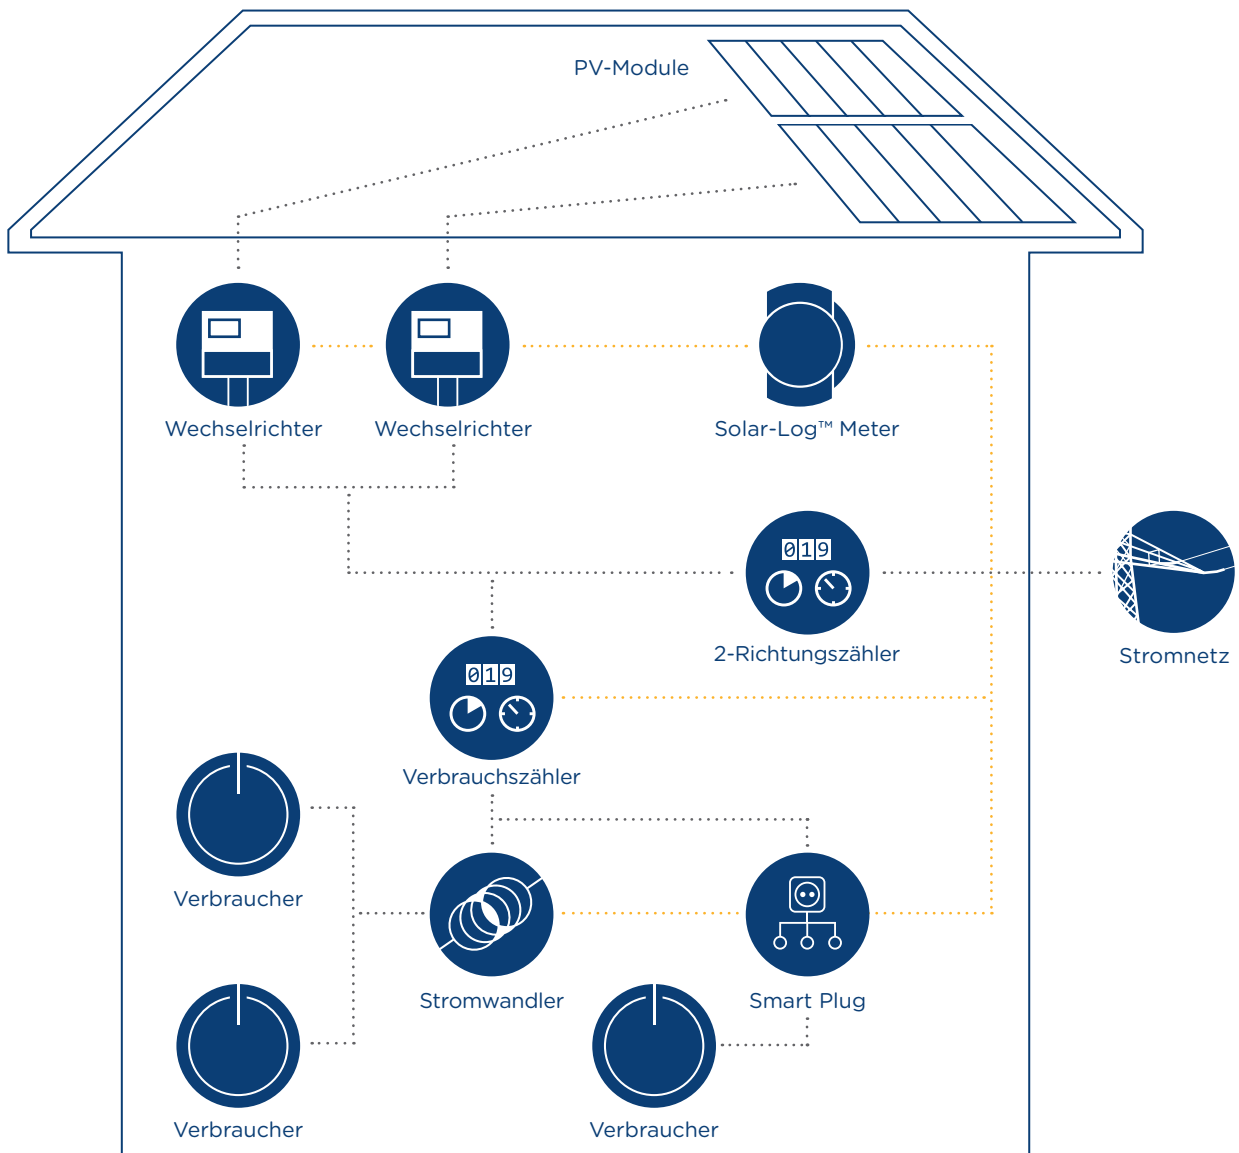 PV-Module
Wechselrichter
Wechselrichter
Solar-Log™ Meter
019
2-Richtungszähler
Stromnetz
019
Verbrauchszähler
Verbraucher
Stromwandler
Smart Plug
Verbraucher
Verbraucher